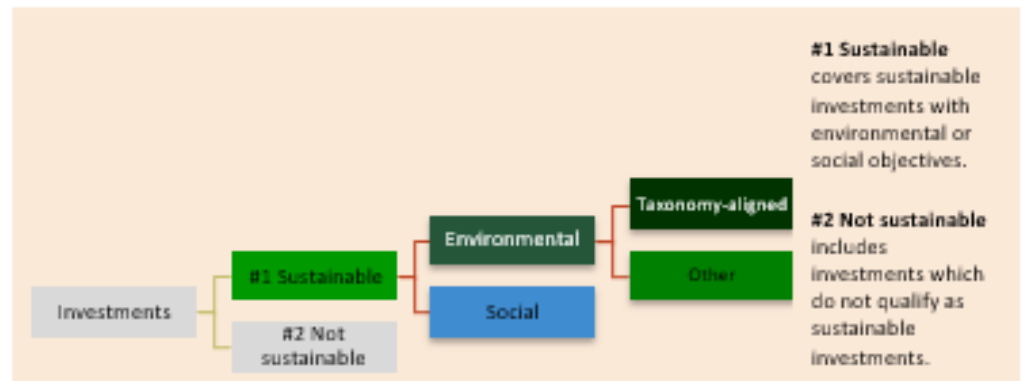 Investments
#1 Sustainable
#2 Not
sustainable
Environmental
Social
Taxonomy-aligned
Other
#1 Sustainable
covers sustainable
investments with
environmental or
social objectives.
#2 Not sustainable
includes
investments which
do not qualify as
sustainable
investments.